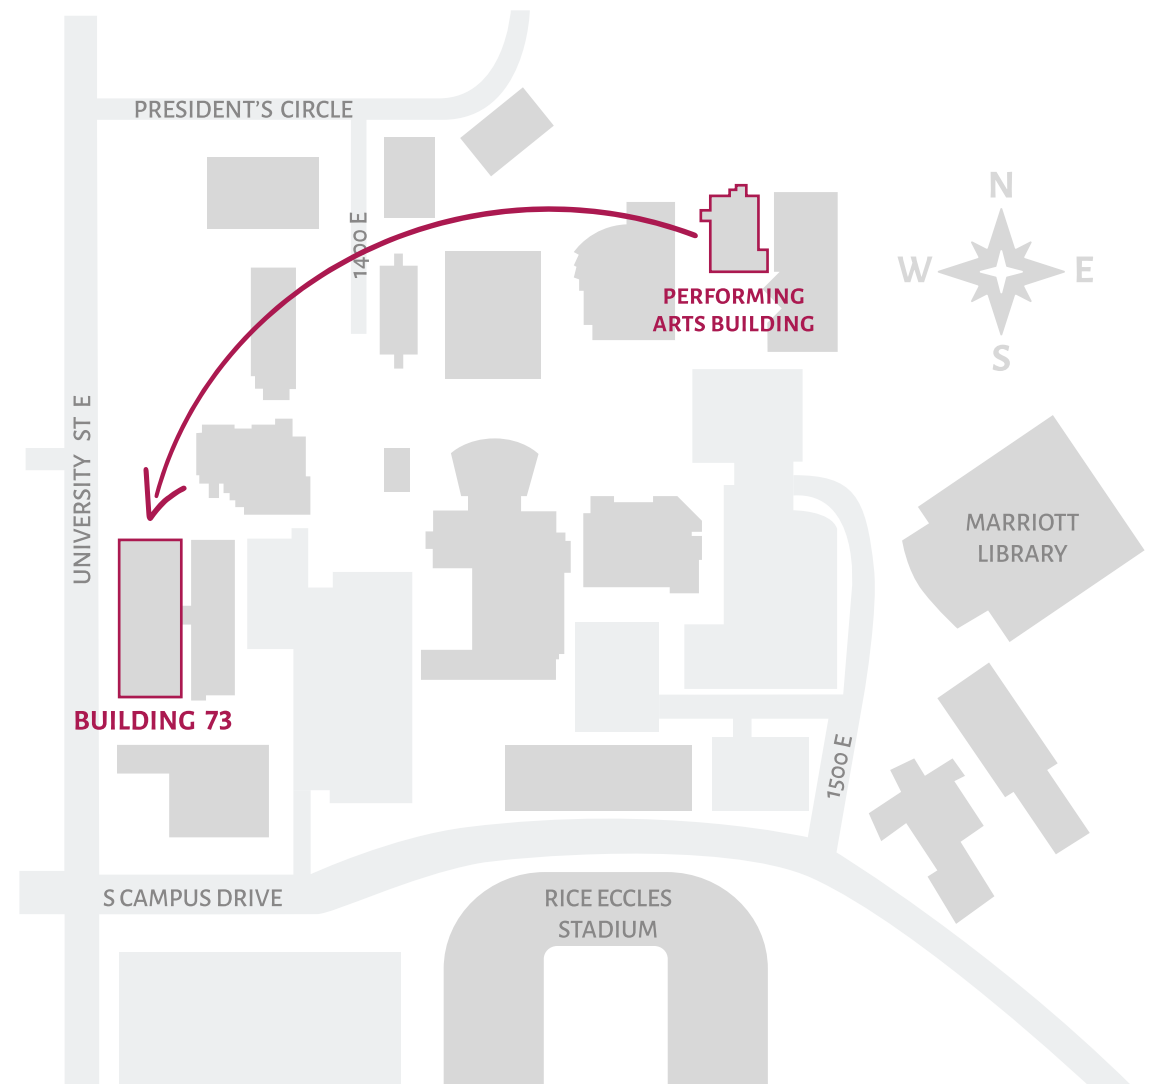 PRESIDENT'S CIRCLE
N
1400 E
W
E
PERFORMING
ARTS BUILDING
S
UNIVERSITY ST E
MARRIOTT
LIBRARY
BUILDING 73
1500 E
S CAMPUS DRIVE
RICE ECCLES
STADIUM